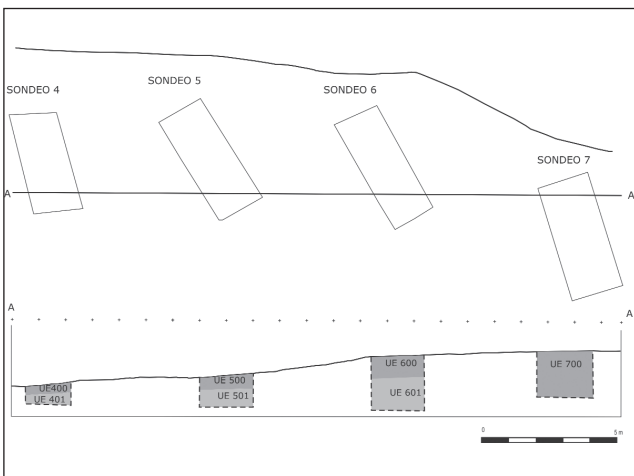 SONDEO 4
SONDEO 5
SONDEO 6
SONDEO 7
A
A
A
A
UE400
UE 401
UE 500
UE 501
UE 600
UE 601
UE 700
0
5 m